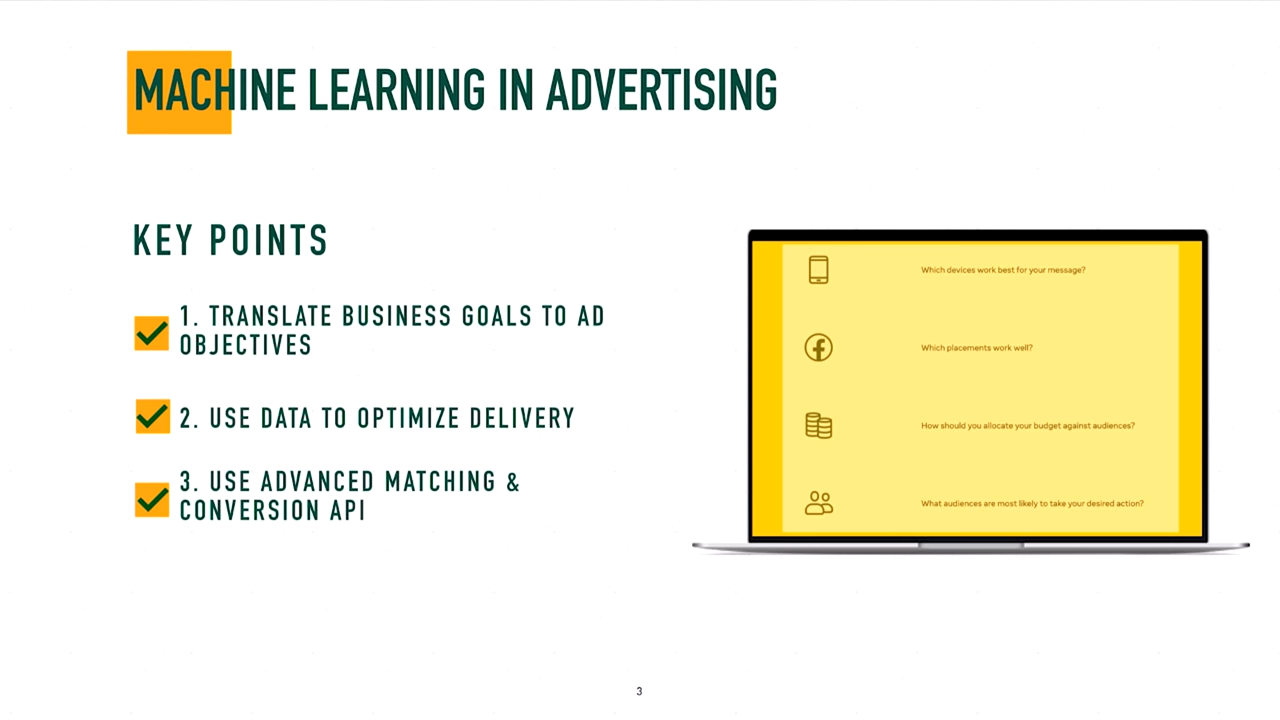 MACHINE LEARNING IN ADVERTISING
KEY POINTS
1. TRANSLATE BUSINESS GOALS TO AD
OBJECTIVES
2. USE DATA TO OPTIMIZE DELIVERY
3. USE ADVANCED MATCHING &
CONVERSION API
Which devices work best for your message?
Which placements work well?
How should you allocate your budget against audiences?
What audiences are most likely to take your desired action?
3